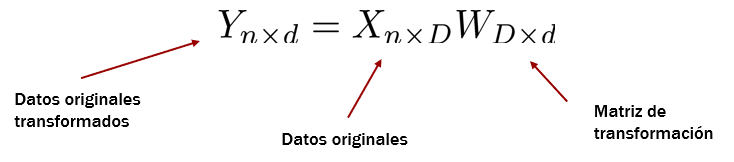 Y_{n×d} = X_{n×D} W_{D×d}
Datos originales
transformados
Datos originales
Matriz de
transformación